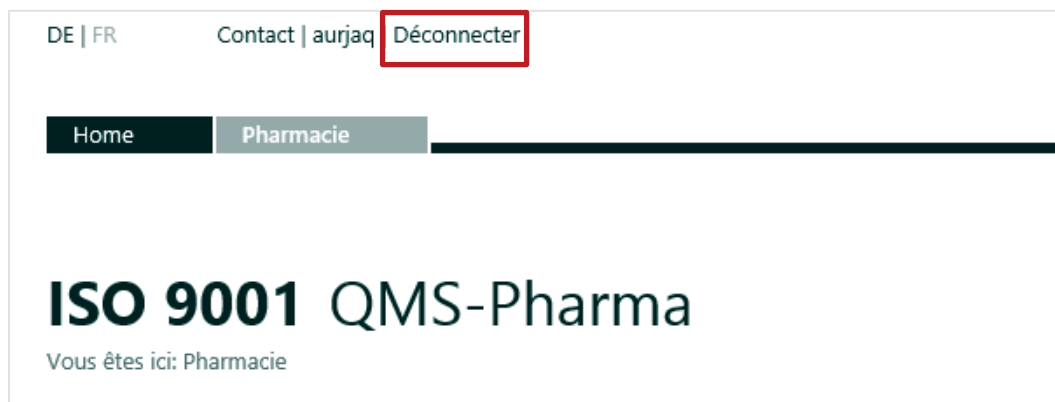 DE | FR Contact | aurjaq | Déconnecter
Home Pharmacie
ISO 9001 QMS-Pharma
Vous êtes ici: Pharmacie